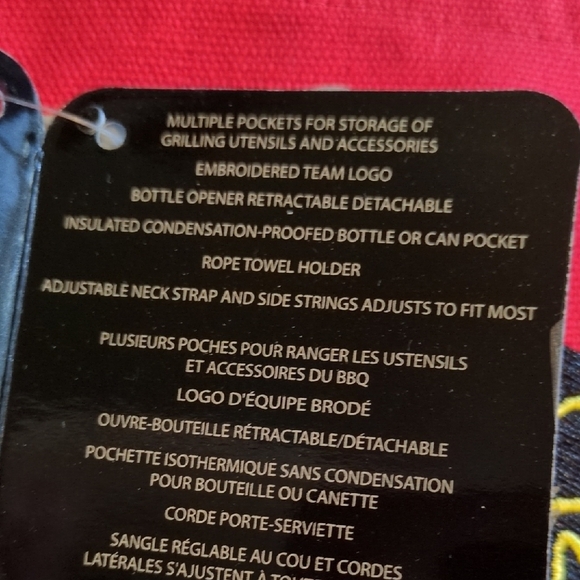 MULTIPLE POCKETS FOR STORAGE OF
GRILLING UTENSILS AND ACCESSORIES
EMBROIDERED TEAM LOGO
BOTTLE OPENER RETRACTABLE DETACHABLE
INSULATED CONDENSATION-PROOFED BOTTLE OR CAN POCKET
ROPE TOWEL HOLDER
ADJUSTABLE NECK STRAP AND SIDE STRINGS ADJUSTS TO FIT MOST
PLUSIEURS POCHES POUR RANGER LES USTENSILS
ET ACCESSOIRES DU BBQ
LOGO D'ÉQUIPE BRODÉ
OUVRE-BOUTEILLE RÉTRACTABLE/DÉTACHABLE
POCHETTE ISOTHERMIQUE SANS CONDENSATION
POUR BOUTEILLE OU CANETTE
CORDE PORTE-SERVIETTE
SANGLE RÉGLABLE AU COU ET CORDES
LATÉRALES S'AJUSTENT À